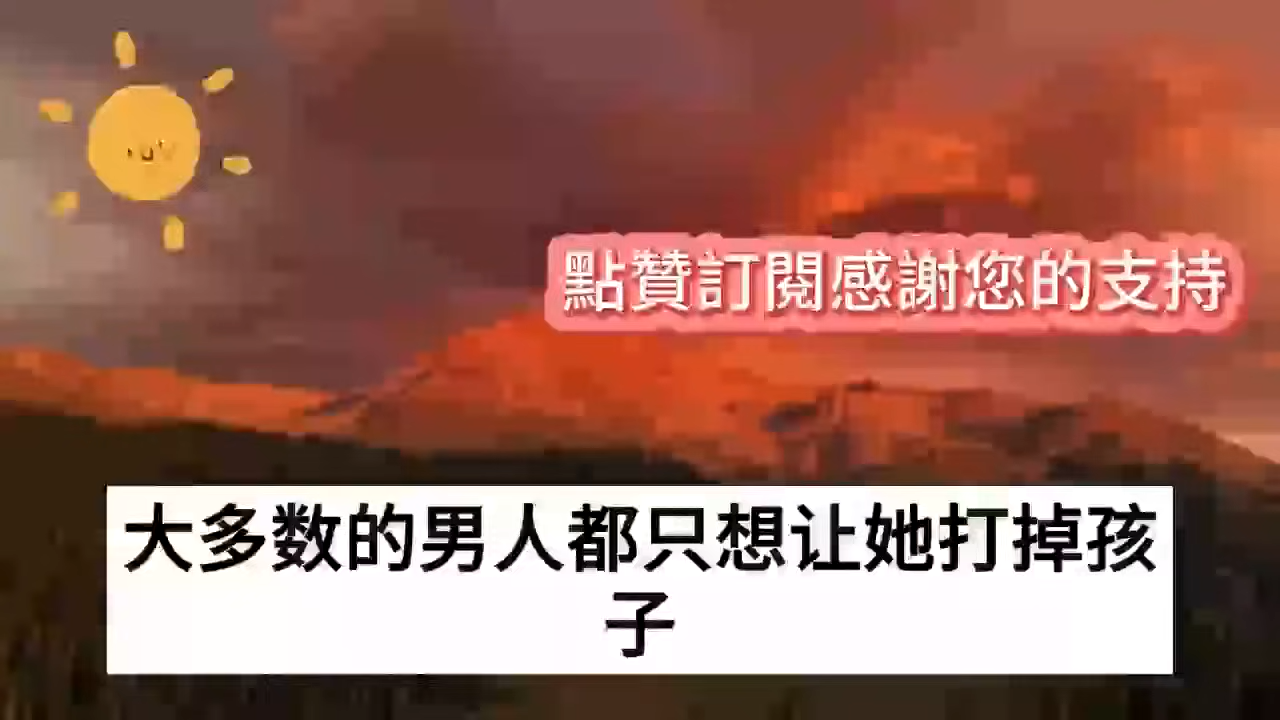 點贊訂閱感謝您的支持
大多数的男人都只想让她打掉孩
子